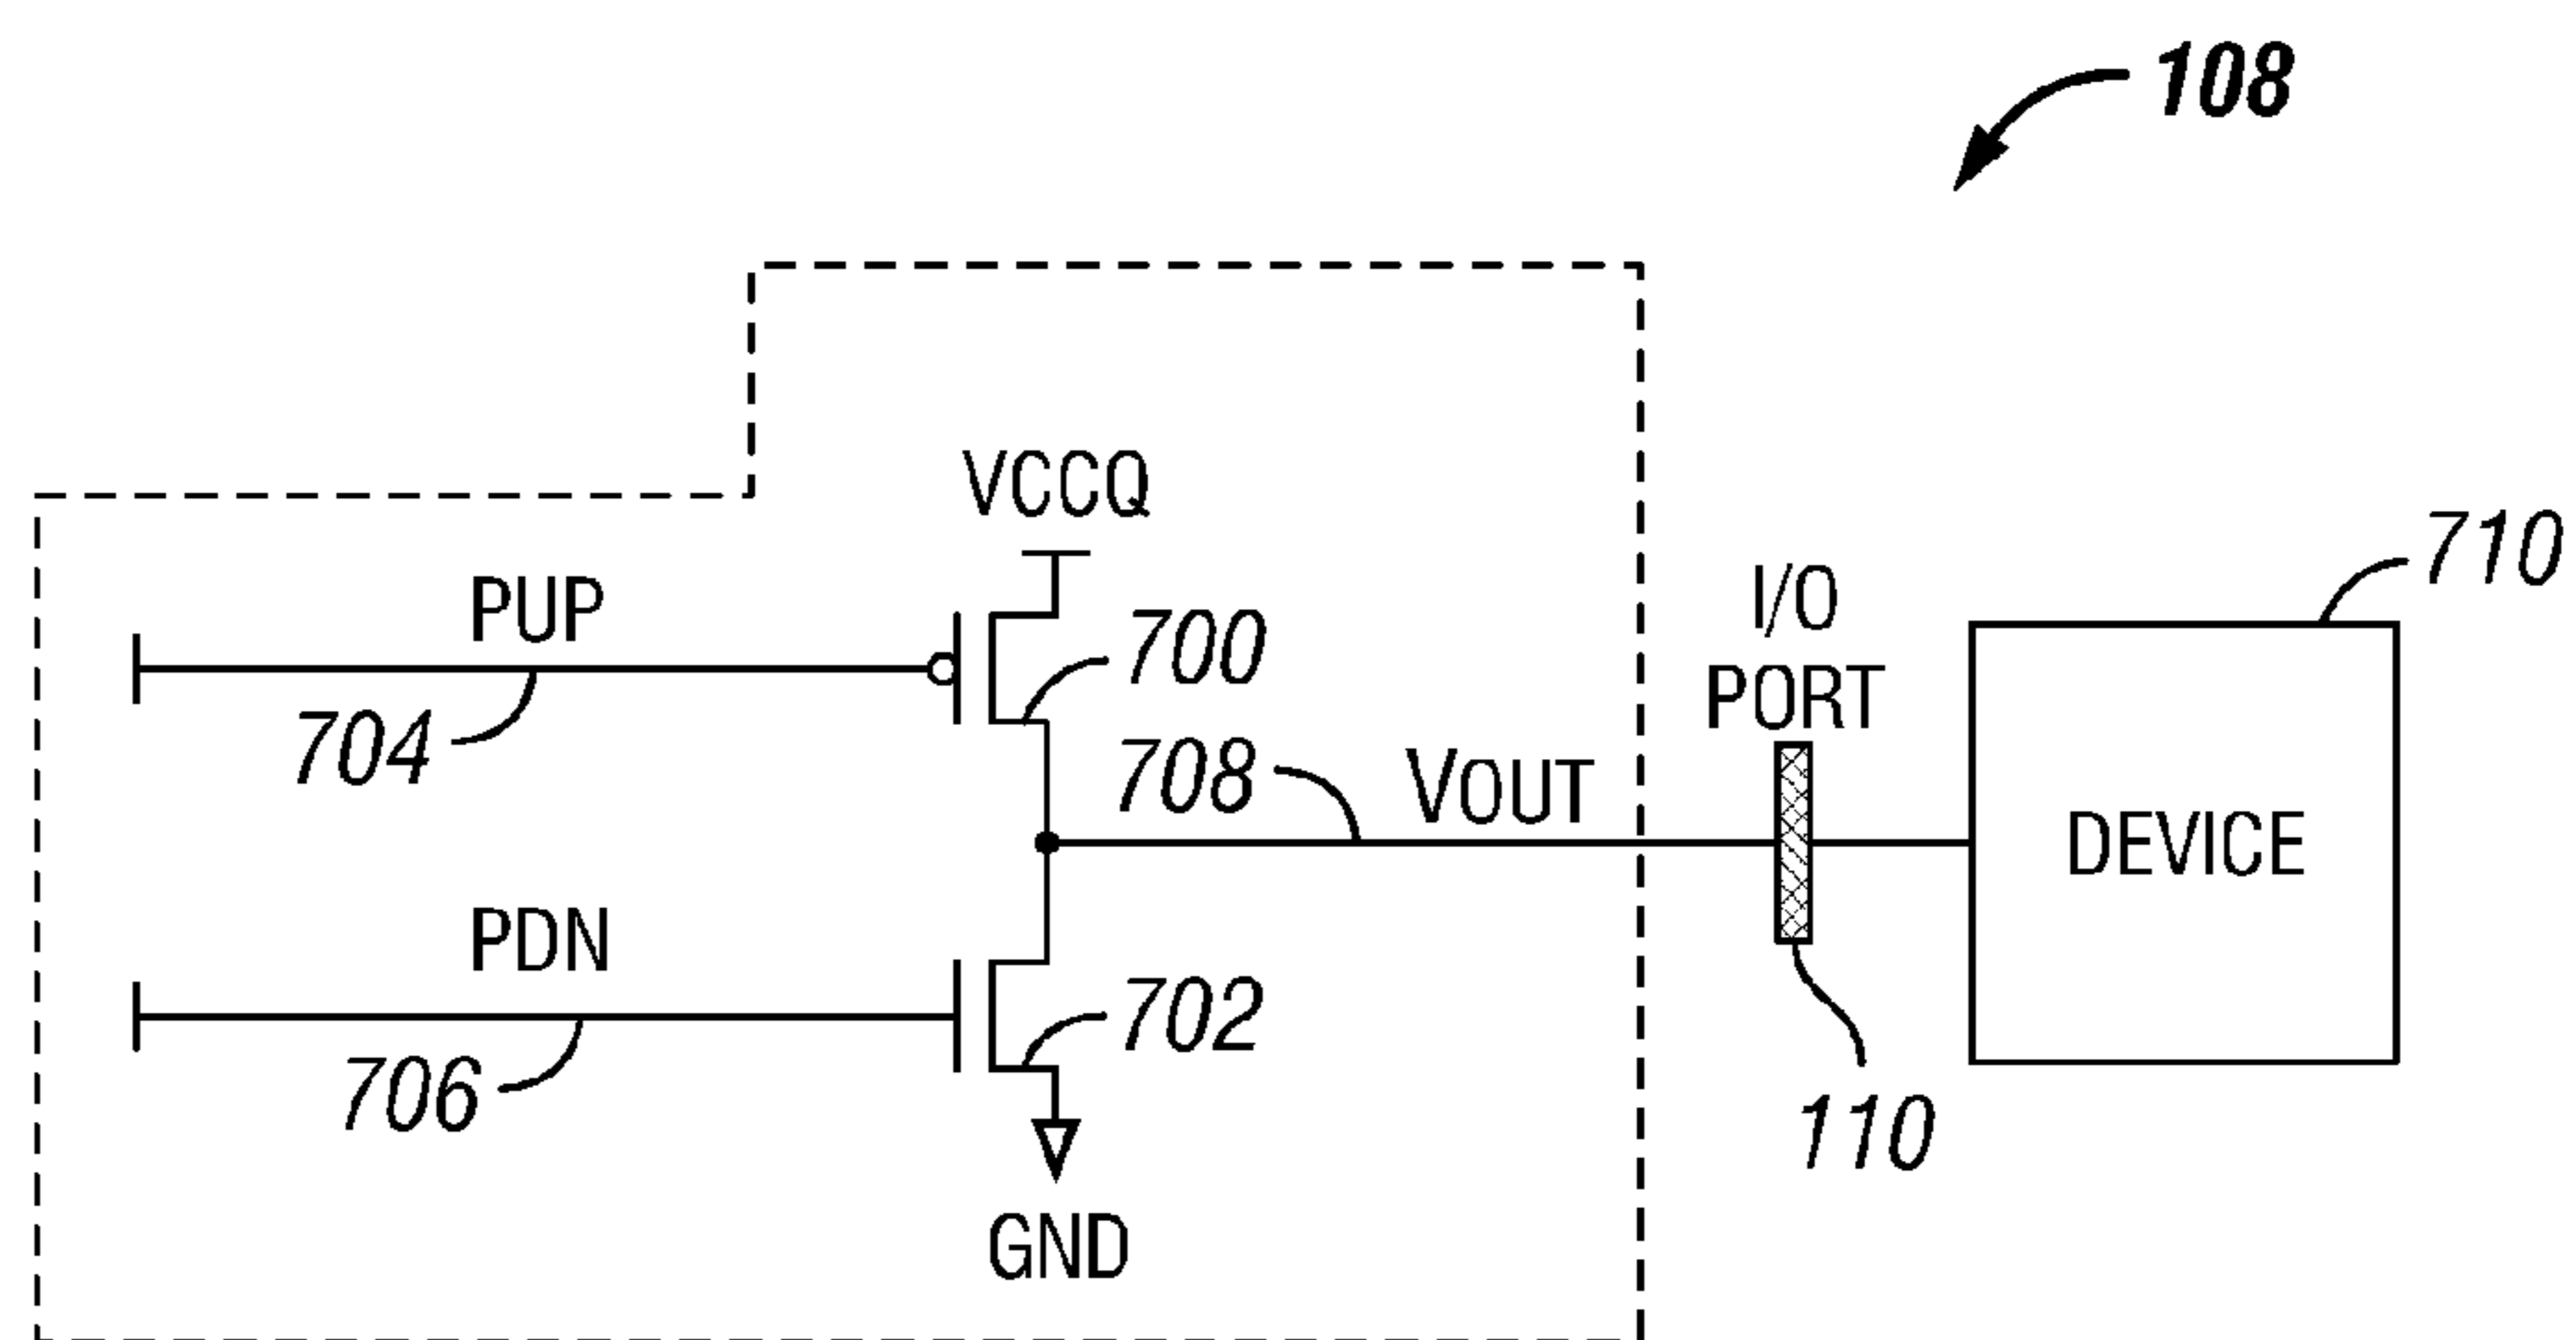 108
VCCQ
PUP
700
704
I/O
PORT
710
708
VOUT
DEVICE
PDN
702
706
110
GND